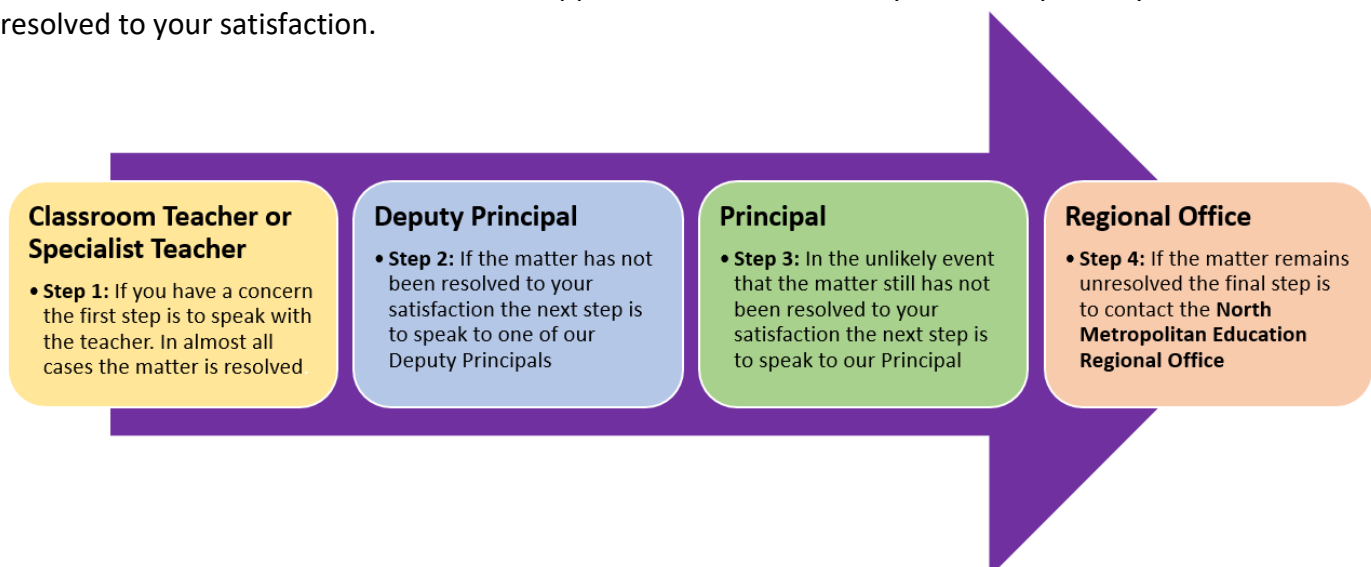 resolved to your satisfaction.
Classroom Teacher or
Specialist Teacher
• Step 1: If you have a concern
the first step is to speak with
the teacher. In almost all
cases the matter is resolved
Deputy Principal
• Step 2: If the matter has not
been resolved to your
satisfaction the next step is
to speak to one of our
Deputy Principals
Principal
• Step 3: In the unlikely event
that the matter still has not
been resolved to your
satisfaction the next step is
to speak to our Principal
Regional Office
• Step 4: If the matter remains
unresolved the final step is
to contact the North
Metropolitan Education
Regional Office